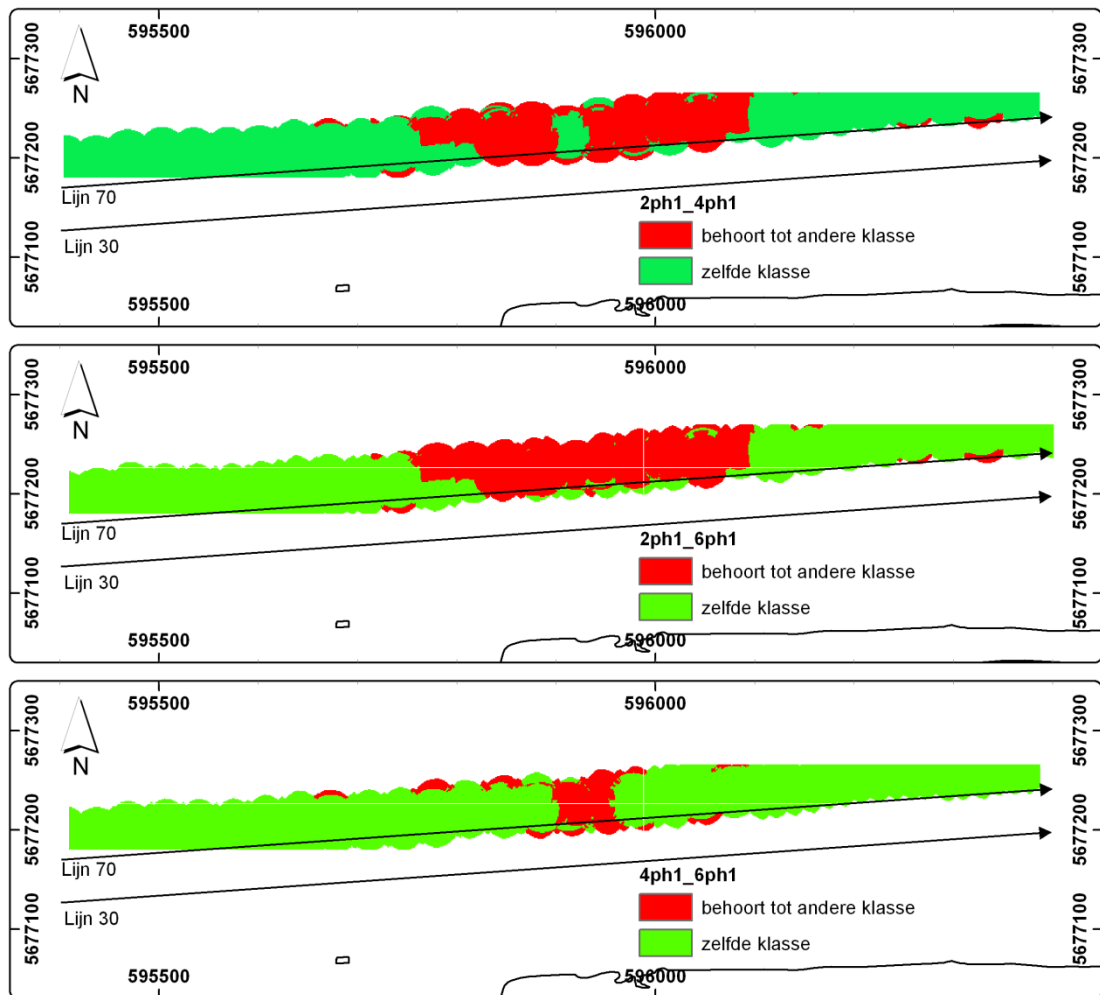 595500 596000
5677300 5677300
N
5677200 5677200
Lijn 70
2ph1_4ph1
behoort tot andere klasse
Lijn 30
5677100 5677100
zelfde klasse
595500 596000
595500 596000
5677300 5677300
N
5677200 5677200
Lijn 70
2ph1_6ph1
behoort tot andere klasse
Lijn 30
5677100 5677100
zelfde klasse
595500 596000
595500 596000
5677300 5677300
N
5677200 5677200
Lijn 70
4ph1_6ph1
behoort tot andere klasse
Lijn 30
5677100 5677100
zelfde klasse
595500 596000